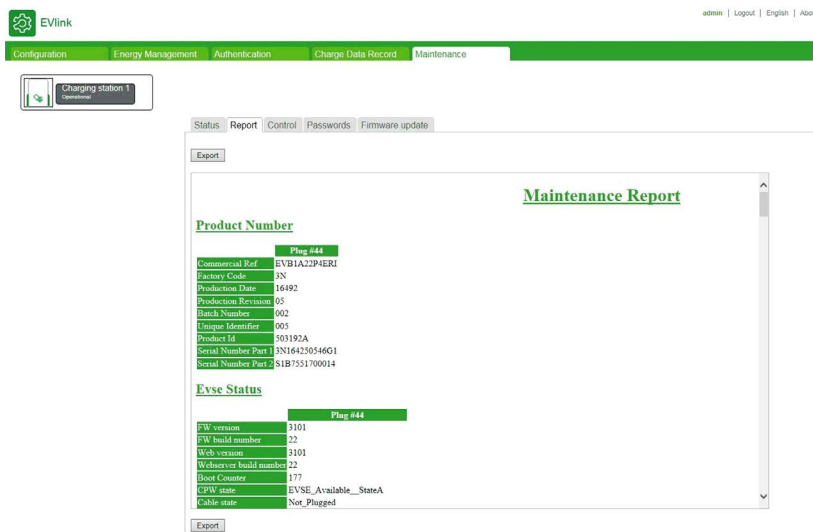 admin | Logout | English | Abo
EVlink
Configuration Energy Management Authentication Charge Data Record Maintenance
Charging station 1
Operational
Status Report Control Passwords Firmware update
Export
Maintenance Report
Product Number
Plug #44
Commercial Ref EVB1A22P4ERI
Factory Code 3N
Production Date 16492
Production Revision 05
Batch Number 002
Unique Identifier 005
Product Id 503192A
Serial Number Part 1 3N164250546G1
Serial Number Part 2 S1B7551700014
Evse Status
Plug #44
FW version 3101
FW build number 22
Web version 3101
Webserver build number 22
Boot Counter 177
CPW state EVSE_Available__StateA
Cable state Not_Plugged
Export